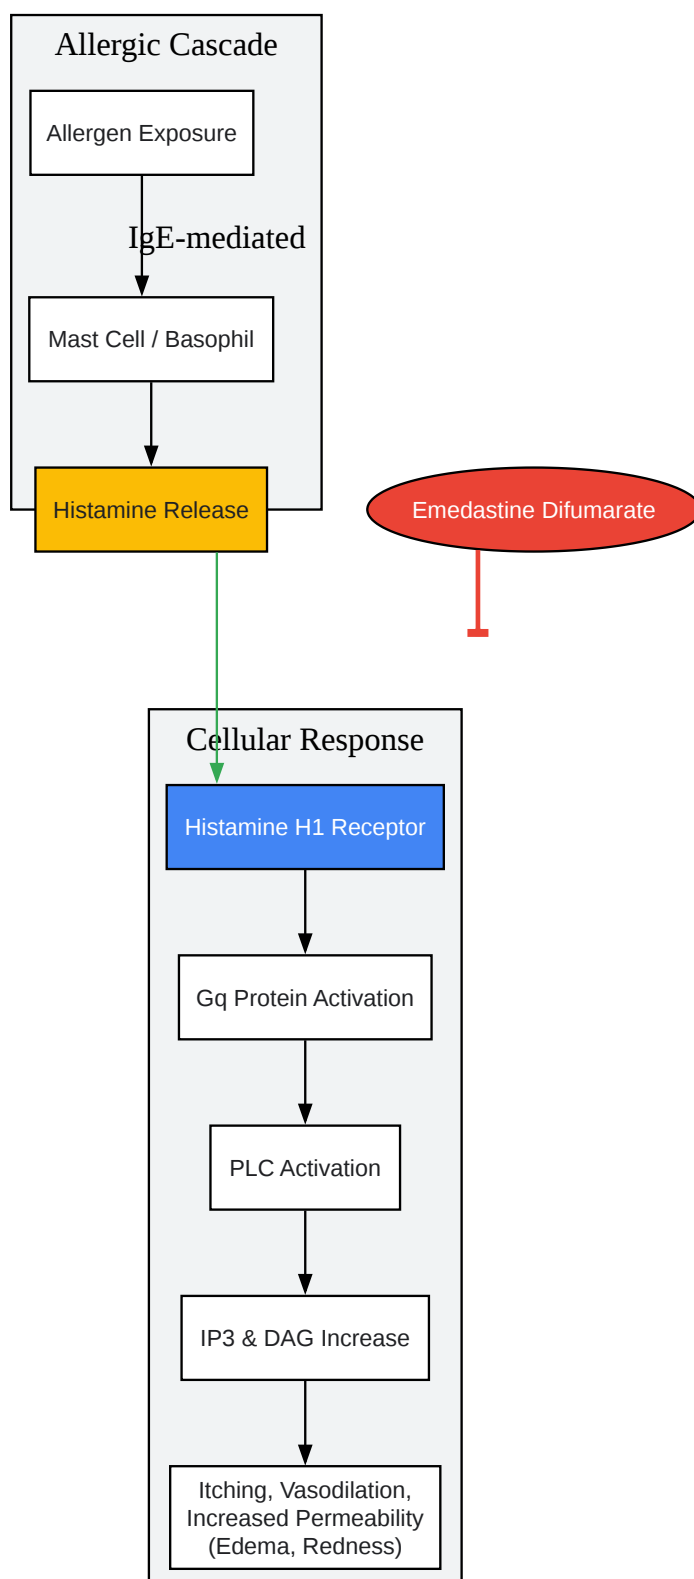 Allergic Cascade
Allergen Exposure
IgE-mediated
Mast Cell / Basophil
Histamine Release
Emedastine Difumarate
Cellular Response
Histamine H1 Receptor
Gq Protein Activation
PLC Activation
IP3 & DAG Increase
Itching, Vasodilation,
Increased Permeability
(Edema, Redness)